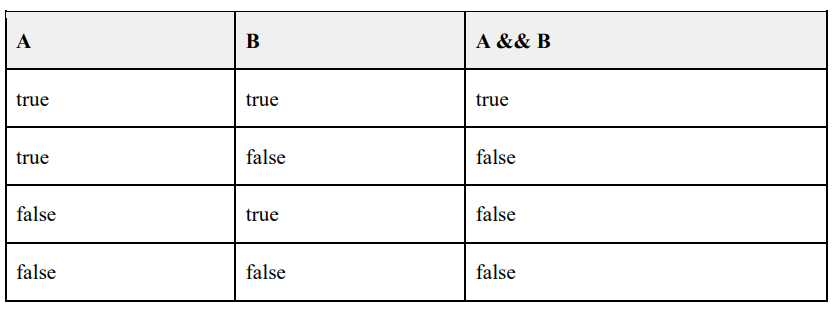 A B A && B
true true true
true false false
false true false
false false false